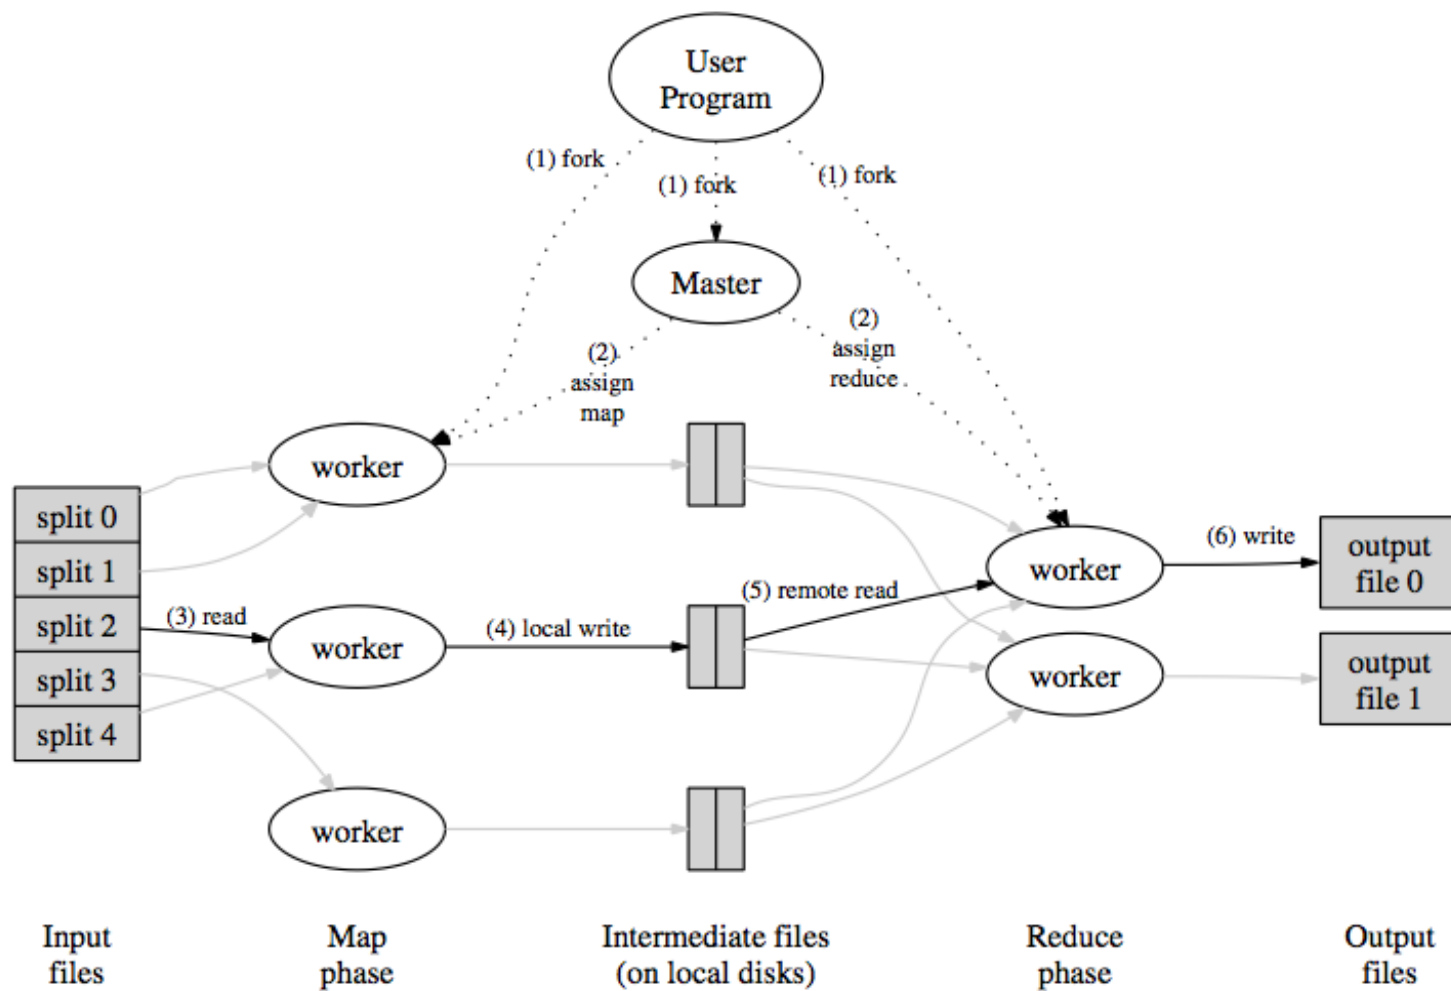 User
Program
(1) fork
(1) fork
(1) fork
Master
(2)
assign
map
(2)
assign
reduce
worker
split 0
split 1
split 2
split 3
split 4
(3) read
worker
(4) local write
worker
(5) remote read
worker
worker
(6) write
output
file 0
output
file 1
Input
files
Map
phase
Intermediate files
(on local disks)
Reduce
phase
Output
files